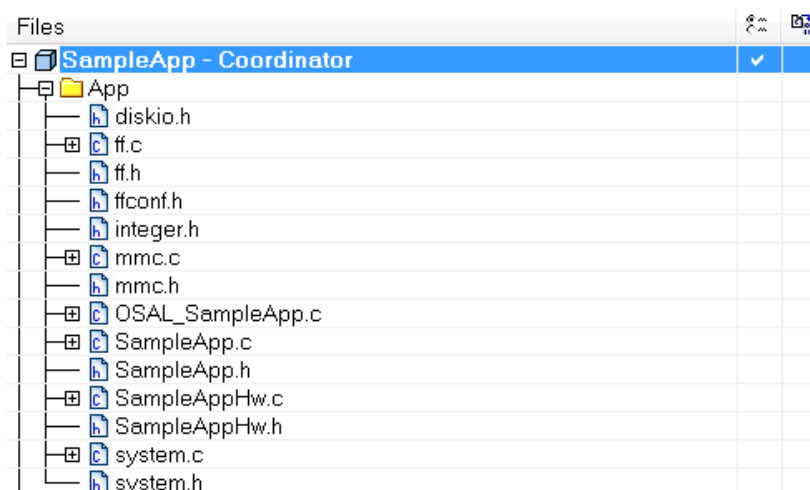 Files
SampleApp - Coordinator
App
diskio.h
ff.c
ff.h
ffconf.h
integer.h
mmc.c
mmc.h
OSAL_SampleApp.c
SampleApp.c
SampleApp.h
SampleAppHw.c
SampleAppHw.h
system.c
system.h